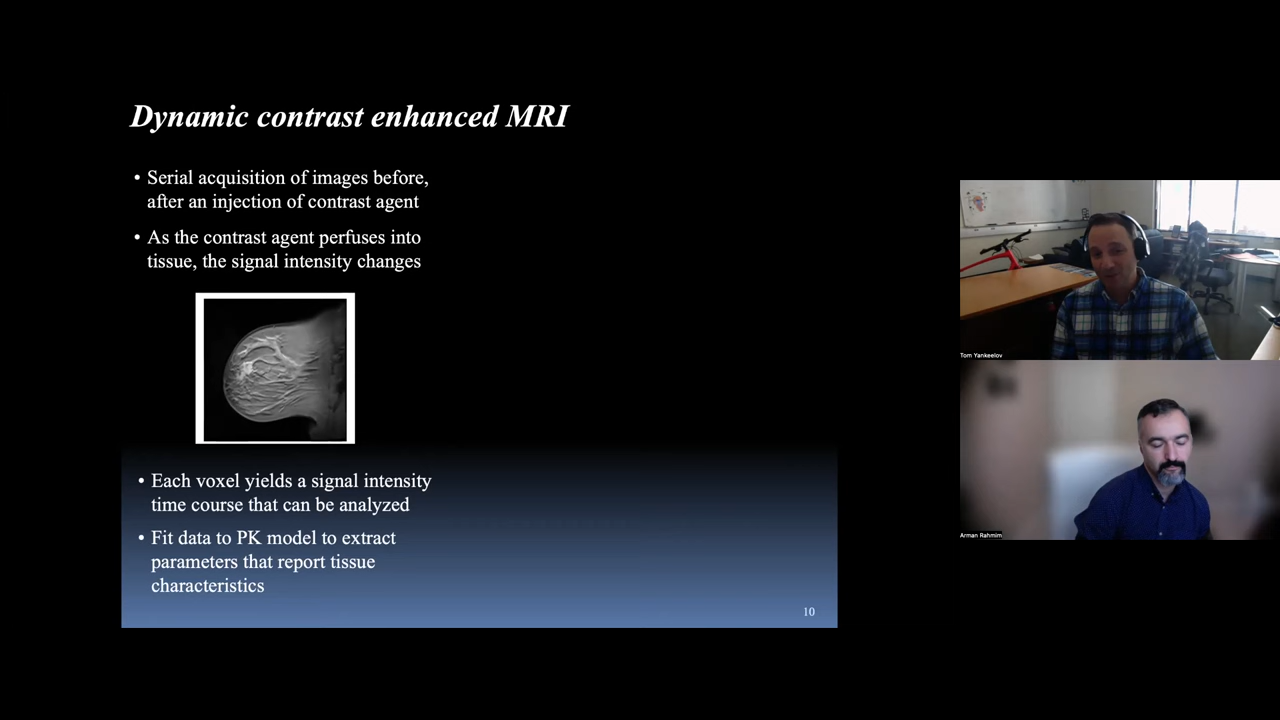 Dynamic contrast enhanced MRI
• Serial acquisition of images before,
after an injection of contrast agent
• As the contrast agent perfuses into
tissue, the signal intensity changes
• Each voxel yields a signal intensity
time course that can be analyzed
• Fit data to PK model to extract
parameters that report tissue
characteristics
10
Tom Yankeelov
Arman Rahmim